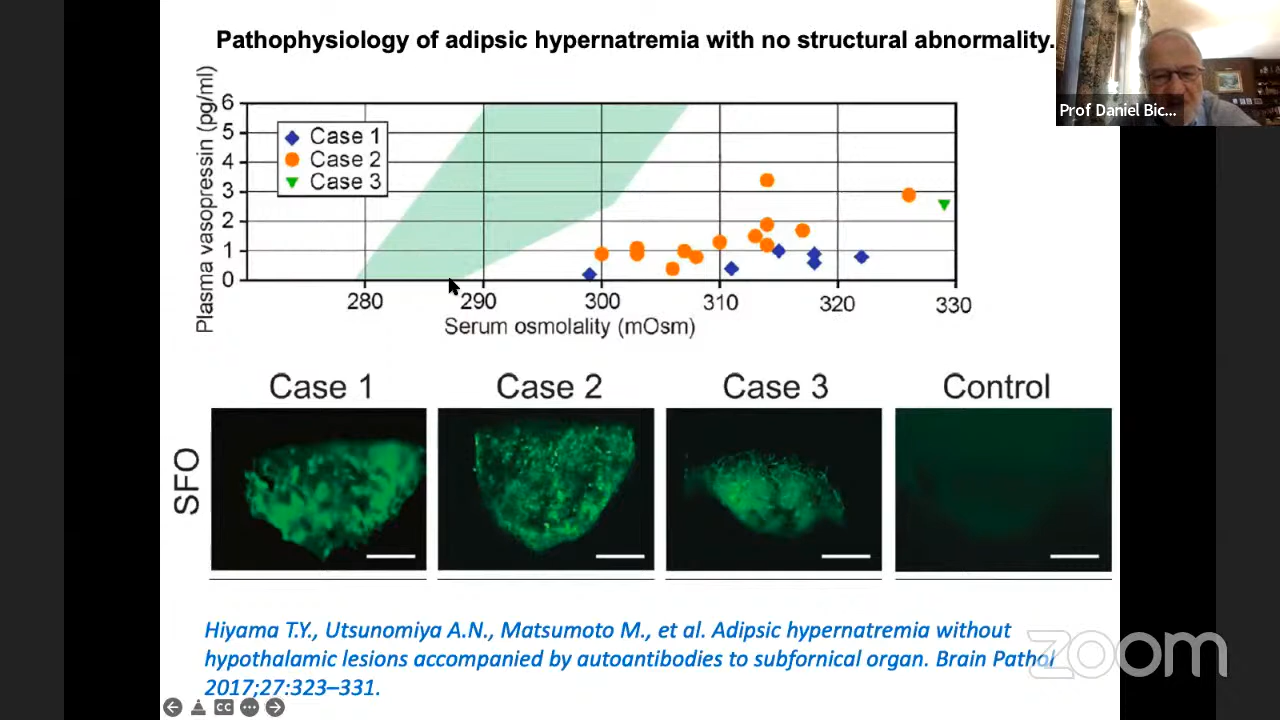 Pathophysiology of adipsic hypernatremia with no structural abnormality.
Prof Daniel Bic...
Plasma vasopressin (pg/ml)
6
5
4
3
2
1
0
Case 1
Case 2
Case 3
280 290 300 310 320 330
Serum osmolality (mOsm)
Case 1 Case 2 Case 3 Control
SFO
Hiyama T.Y., Utsunomiya A.N., Matsumoto M., et al. Adipsic hypernatremia without
hypothalamic lesions accompanied by autoantibodies to subfornical organ. Brain Pathol
2017;27:323–331.
zoom
CC